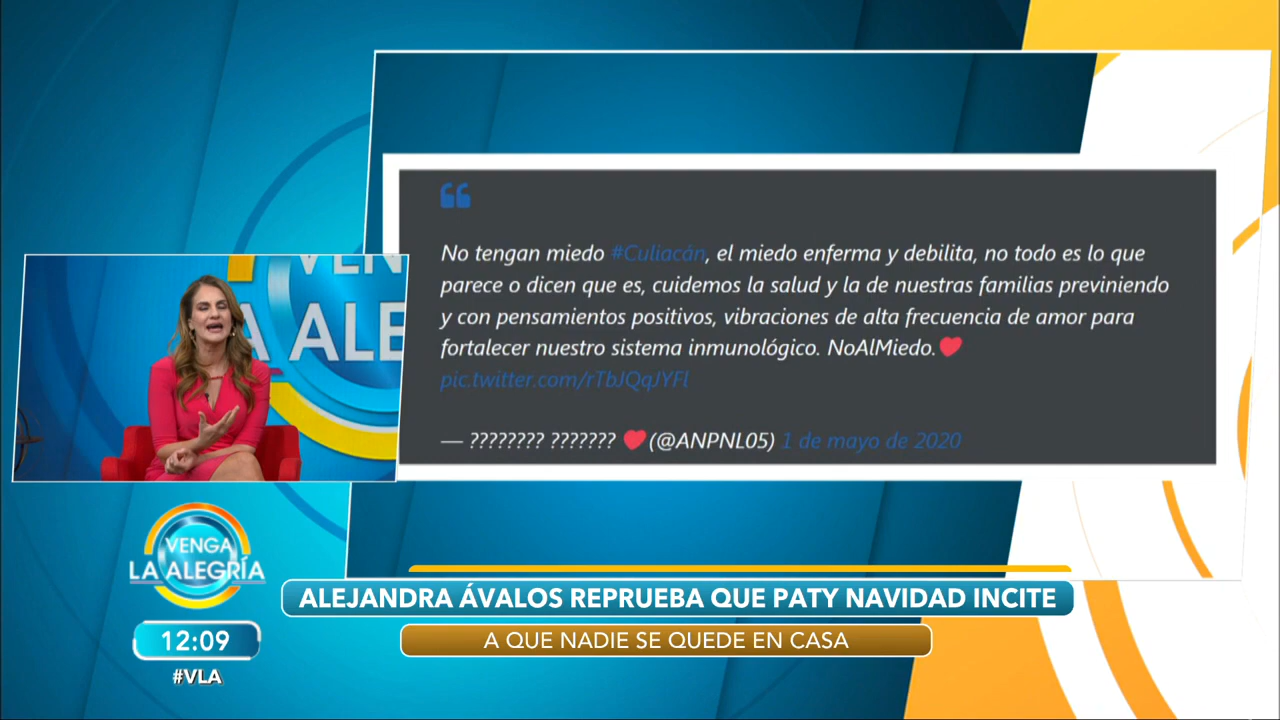 No tengan miedo #Culiacán, el miedo enferma y debilita, no todo es lo que
parece o dicen que es, cuidemos la salud y la de nuestras familias previniendo
y con pensamientos positivos, vibraciones de alta frecuencia de amor para
fortalecer nuestro sistema inmunológico. NoAlMiedo.❤
pic.twitter.com/rTbJQqJYFl
— ???????? ??????? ❤(@ANPNL05) 1 de mayo de 2020
VEN
LA ALE
VENGA
LA ALEGRÍA
ALEJANDRA ÁVALOS REPRUEBA QUE PATY NAVIDAD INCITE
A QUE NADIE SE QUEDE EN CASA
12:09
#VLA